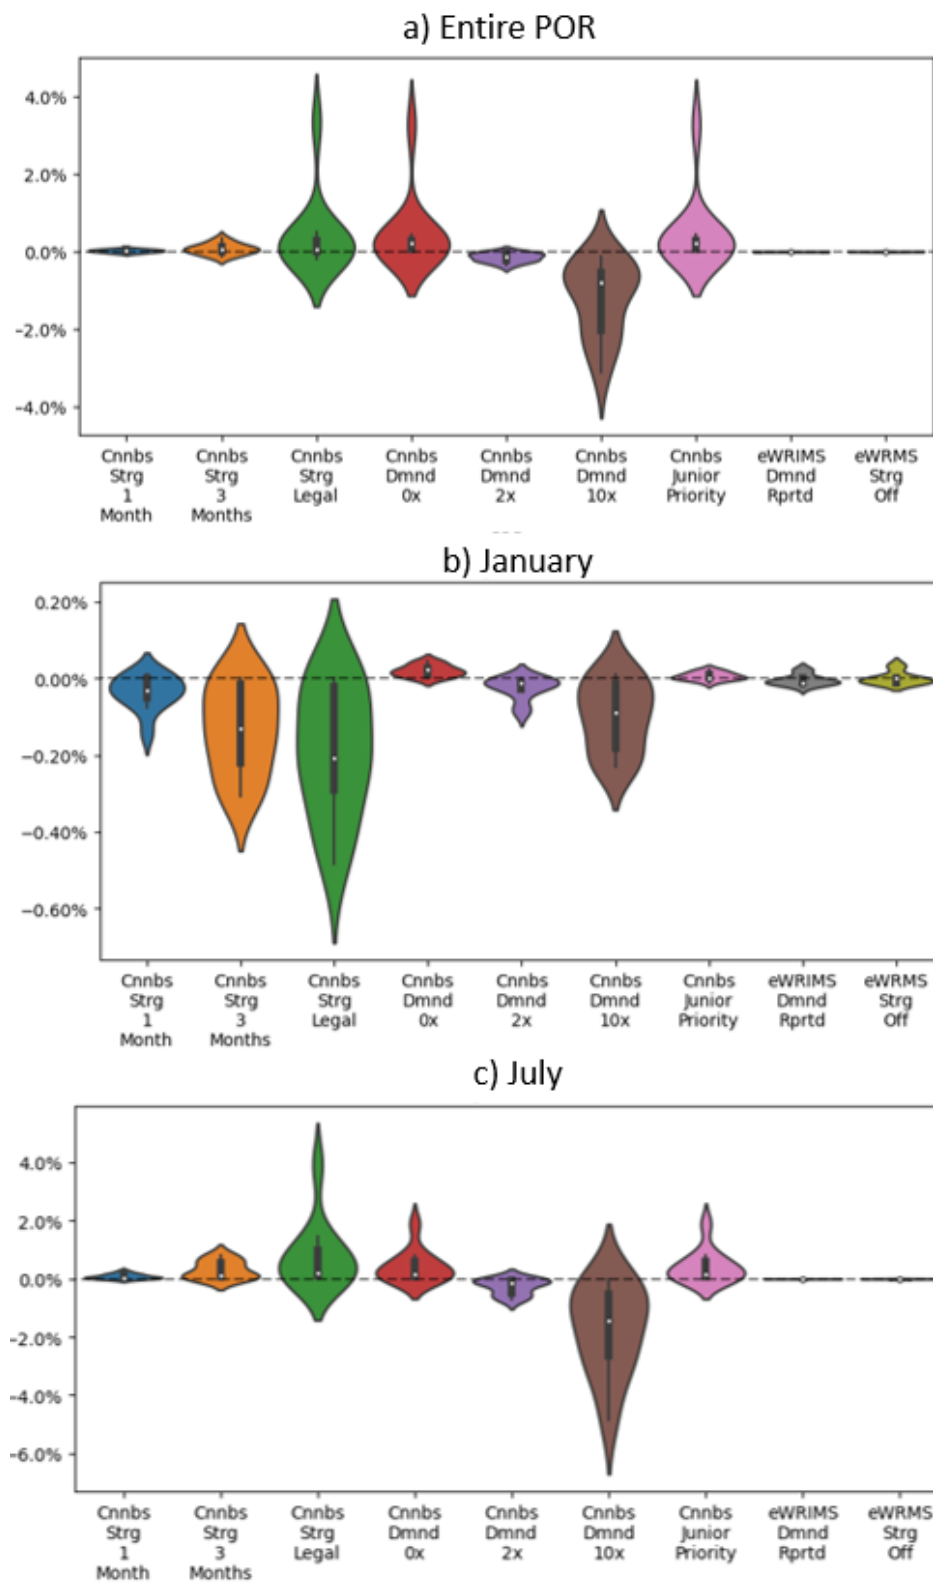 a) Entire POR
4.0%
2.0%
0.0%
-2.0%
-4.0%
Cnnbs Cnnbs Cnnbs Cnnbs Cnnbs Cnnbs Cnnbs eWRIMS eWRMS
Strg Strg Strg Dmnd Dmnd Dmnd Junior Dmnd Strg
1 3 Legal 0x 2x 10x Priority Rprtd Off
Month Months
b) January
0.20%
0.00%
-0.20%
-0.40%
-0.60%
Cnnbs Cnnbs Cnnbs Cnnbs Cnnbs Cnnbs Cnnbs eWRIMS eWRMS
Strg Strg Strg Dmnd Dmnd Dmnd Junior Dmnd Strg
1 3 Legal 0x 2x 10x Priority Rprtd Off
Month Months
c) July
4.0%
2.0%
0.0%
-2.0%
-4.0%
-6.0%
Cnnbs Cnnbs Cnnbs Cnnbs Cnnbs Cnnbs Cnnbs eWRIMS eWRMS
Strg Strg Strg Dmnd Dmnd Dmnd Junior Dmnd Strg
1 3 Legal 0x 2x 10x Priority Rprtd Off
Month Months